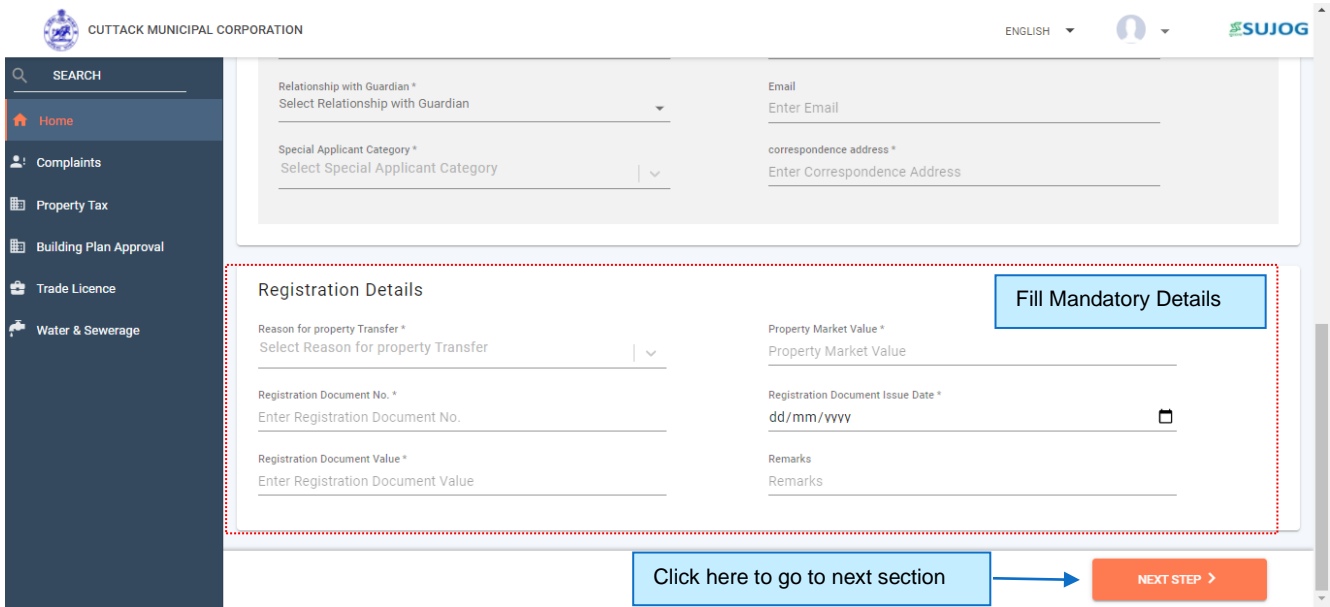 CUTTACK MUNICIPAL CORPORATION
ENGLISH
SUJOG
SEARCH
Home
Complaints
Property Tax
Building Plan Approval
Trade Licence
Water & Sewerage
Relationship with Guardian *
Select Relationship with Guardian
Email
Enter Email
Special Applicant Category *
Select Special Applicant Category
correspondence address *
Enter Correspondence Address
Registration Details
Fill Mandatory Details
Reason for property Transfer *
Select Reason for property Transfer
Property Market Value *
Property Market Value
Registration Document No. *
Enter Registration Document No.
Registration Document Issue Date *
dd/mm/yyyy
Registration Document Value *
Enter Registration Document Value
Remarks
Remarks
Click here to go to next section
NEXT STEP